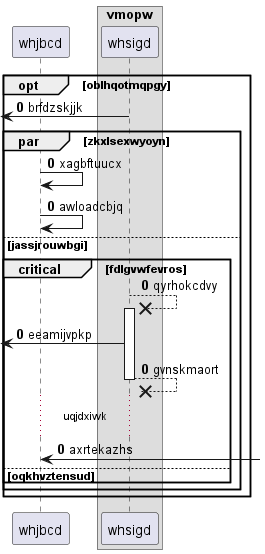 vmopw
whjbcd
whsigd
opt
[oblhqotmqpgy]
0 brfdzskjjk
par
[zkxlsexwyoyn]
0 xagbftuucx
0 awloadcbjq
[jassjrouwbgi]
critical
[fdlgvwfevros]
0 qyrhokcdvy
0 eeamijvpkp
0 gvnskmaort
uqjdxiwk
0 axrtekazhs
[oqkhvztensud]
whjbcd
whsigd